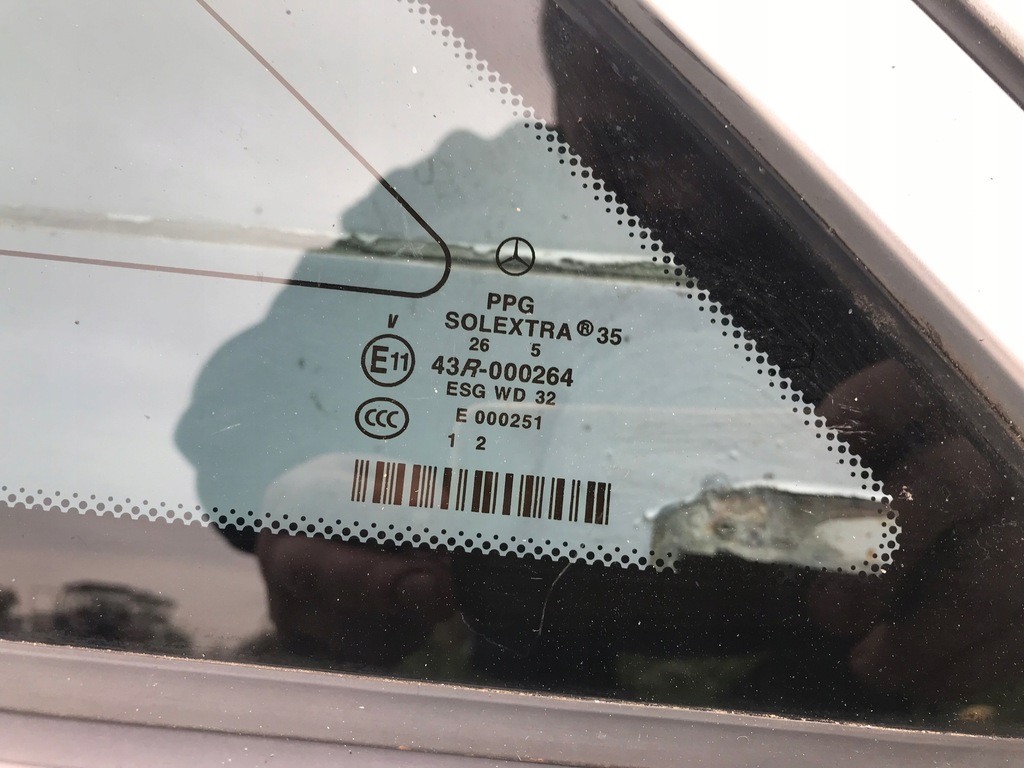 PPG
SOLEXTRA® 35
V
26 5
E11
43R-000264
ESG WD 32
CCC
E 000251
1 2